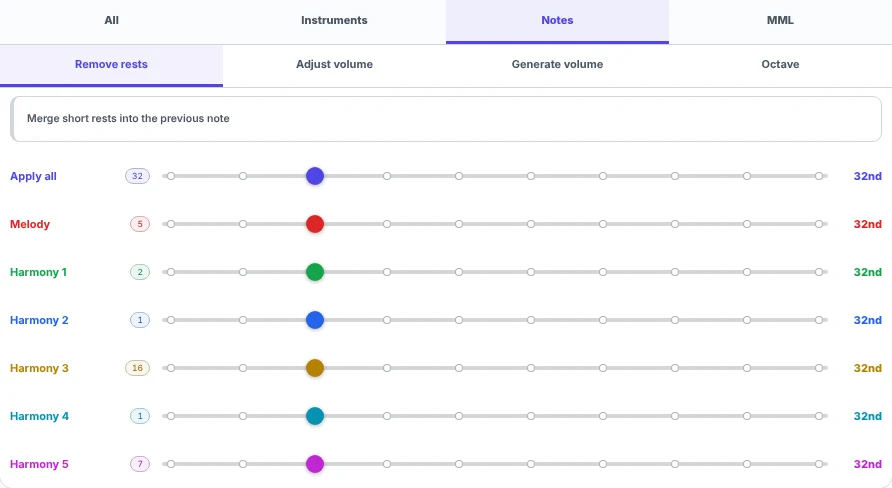 All Instruments Notes MML
Remove rests Adjust volume Generate volume Octave
Merge short rests into the previous note
Apply all 32 32nd
Melody 5 32nd
Harmony 1 2 32nd
Harmony 2 1 32nd
Harmony 3 16 32nd
Harmony 4 1 32nd
Harmony 5 7 32nd